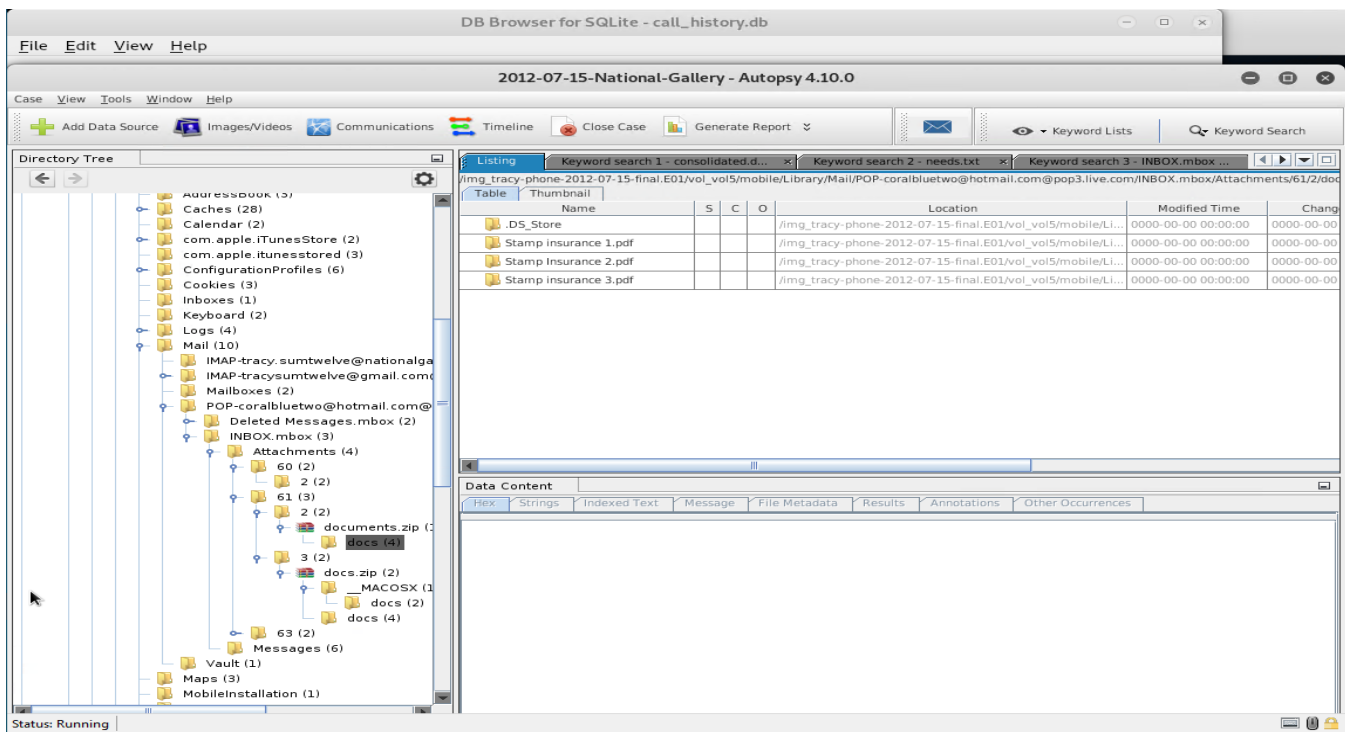 DB Browser for SQLite - call_history.db
File Edit View Help
2012-07-15-National-Gallery - Autopsy 4.10.0
Case View Tools Window Help
Add Data Source Images/Videos Communications Timeline Close Case Generate Report Keyword Lists Keyword Search
Directory Tree
AddressBook (3)
Caches (28)
Calendar (2)
com.apple.iTunesStore (2)
com.apple.itunesstored (3)
ConfigurationProfiles (6)
Cookies (3)
Inboxes (1)
Keyboard (2)
Logs (4)
Mail (10)
IMAP-tracy.sumtwelve@nationalga
IMAP-tracysumtwelve@gmail.com(
Mailboxes (2)
POP-coralbluetwo@hotmail.com@
Deleted Messages.mbox (2)
INBOX.mbox (3)
Attachments (4)
60 (2)
2 (2)
61 (3)
2 (2)
documents.zip (
docs (4)
3 (2)
docs.zip (2)
__MACOSX (1
docs (2)
docs (4)
63 (2)
Messages (6)
Vault (1)
Maps (3)
MobileInstallation (1)
Listing Keyword search 1 - consolidated.d... Keyword search 2 - needs.txt Keyword search 3 - INBOX.mbox ...
/img_tracy-phone-2012-07-15-final.E01/vol_vol5/mobile/Library/Mail/POP-coralbluetwo@hotmail.com@pop3.live.com/INBOX.mbox/Attachments/61/2/doc
Table Thumbnail
Name S C O Location Modified Time Chang
.DS_Store /img_tracy-phone-2012-07-15-final.E01/vol_vol5/mobile/Li... 0000-00-00 00:00:00 0000-00-00
Stamp insurance 1.pdf /img_tracy-phone-2012-07-15-final.E01/vol_vol5/mobile/Li... 0000-00-00 00:00:00 0000-00-00
Stamp insurance 2.pdf /img_tracy-phone-2012-07-15-final.E01/vol_vol5/mobile/Li... 0000-00-00 00:00:00 0000-00-00
Stamp insurance 3.pdf /img_tracy-phone-2012-07-15-final.E01/vol_vol5/mobile/Li... 0000-00-00 00:00:00 0000-00-00
Data Content
Hex Strings Indexed Text Message File Metadata Results Annotations Other Occurrences
Status: Running